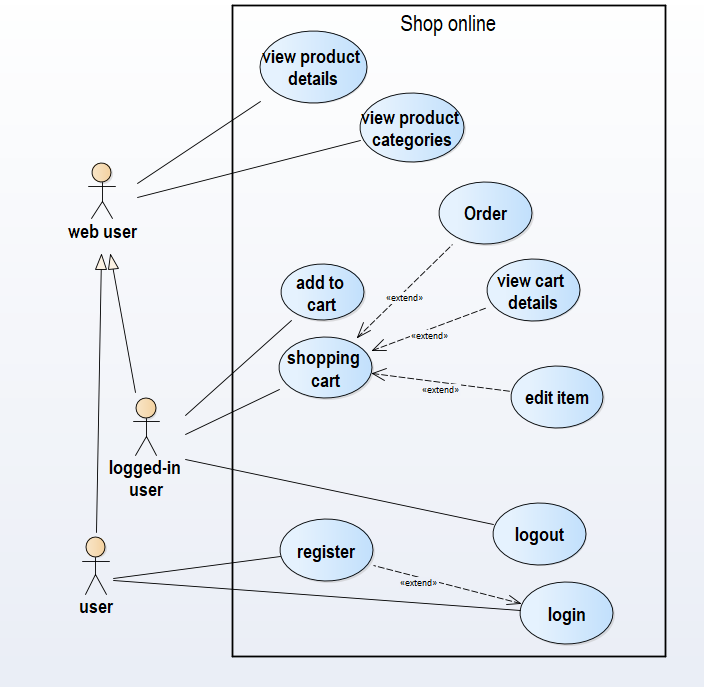 Shop online
view product
details
view product
categories
web user
Order
add to
cart
view cart
details
«extend»
«extend»
shopping
cart
«extend»
edit item
logged-in
user
logout
register
«extend»
user
login